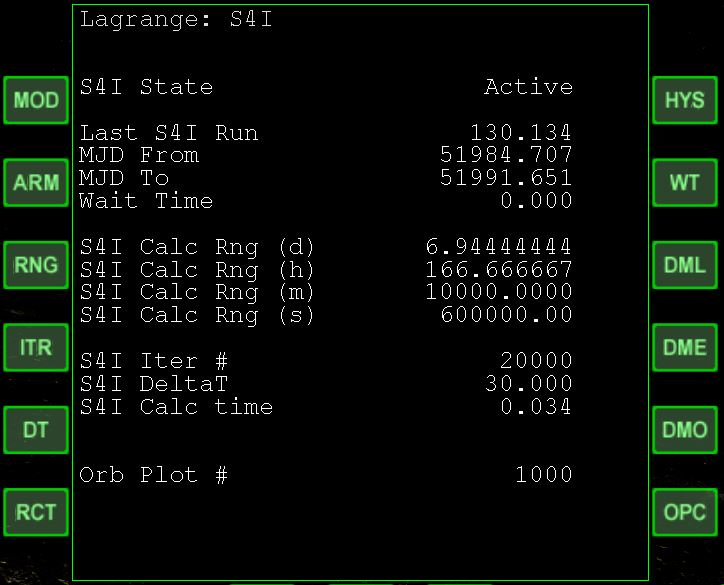 Lagrange: S4I
MOD
S4I State Active
HYS
Last S4I Run 130.134
MJD From 51984.707
ARM
MJD To 51991.651
WT
Wait Time 0.000
S4I Calc Rng (d) 6.94444444
RNG
S4I Calc Rng (h) 166.666667
DML
S4I Calc Rng (m) 10000.0000
S4I Calc Rng (s) 600000.00
ITR
S4I Iter # 20000
DME
S4I DeltaT 30.000
S4I Calc time 0.034
DT
DMO
Orb Plot # 1000
RCT
OPC